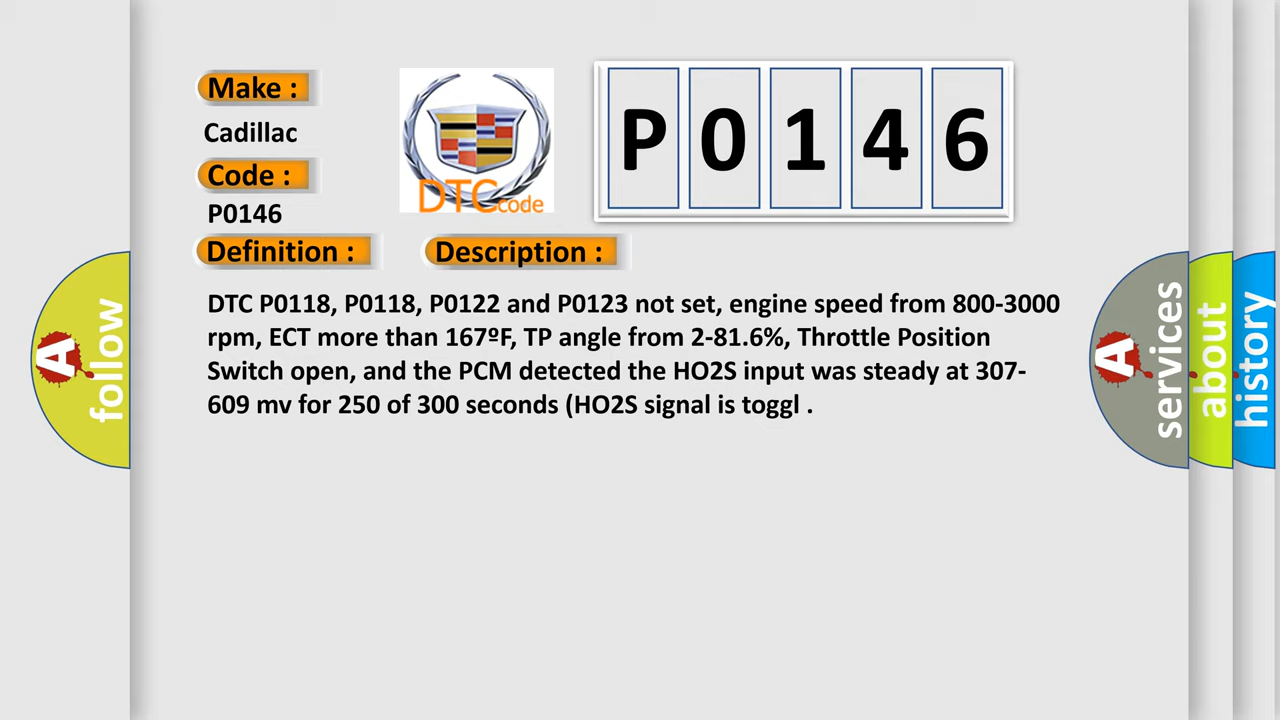 Make :
Cadillac
Code :
P0146
Definition :
Description :
DTC code
P0146
DTC P0118, P0118, P0122 and P0123 not set, engine speed from 800-3000
rpm, ECT more than 167ºF, TP angle from 2-81.6%, Throttle Position
Switch open, and the PCM detected the HO2S input was steady at 307-
609 mv for 250 of 300 seconds (HO2S signal is toggl .
A follow
A services
about
history